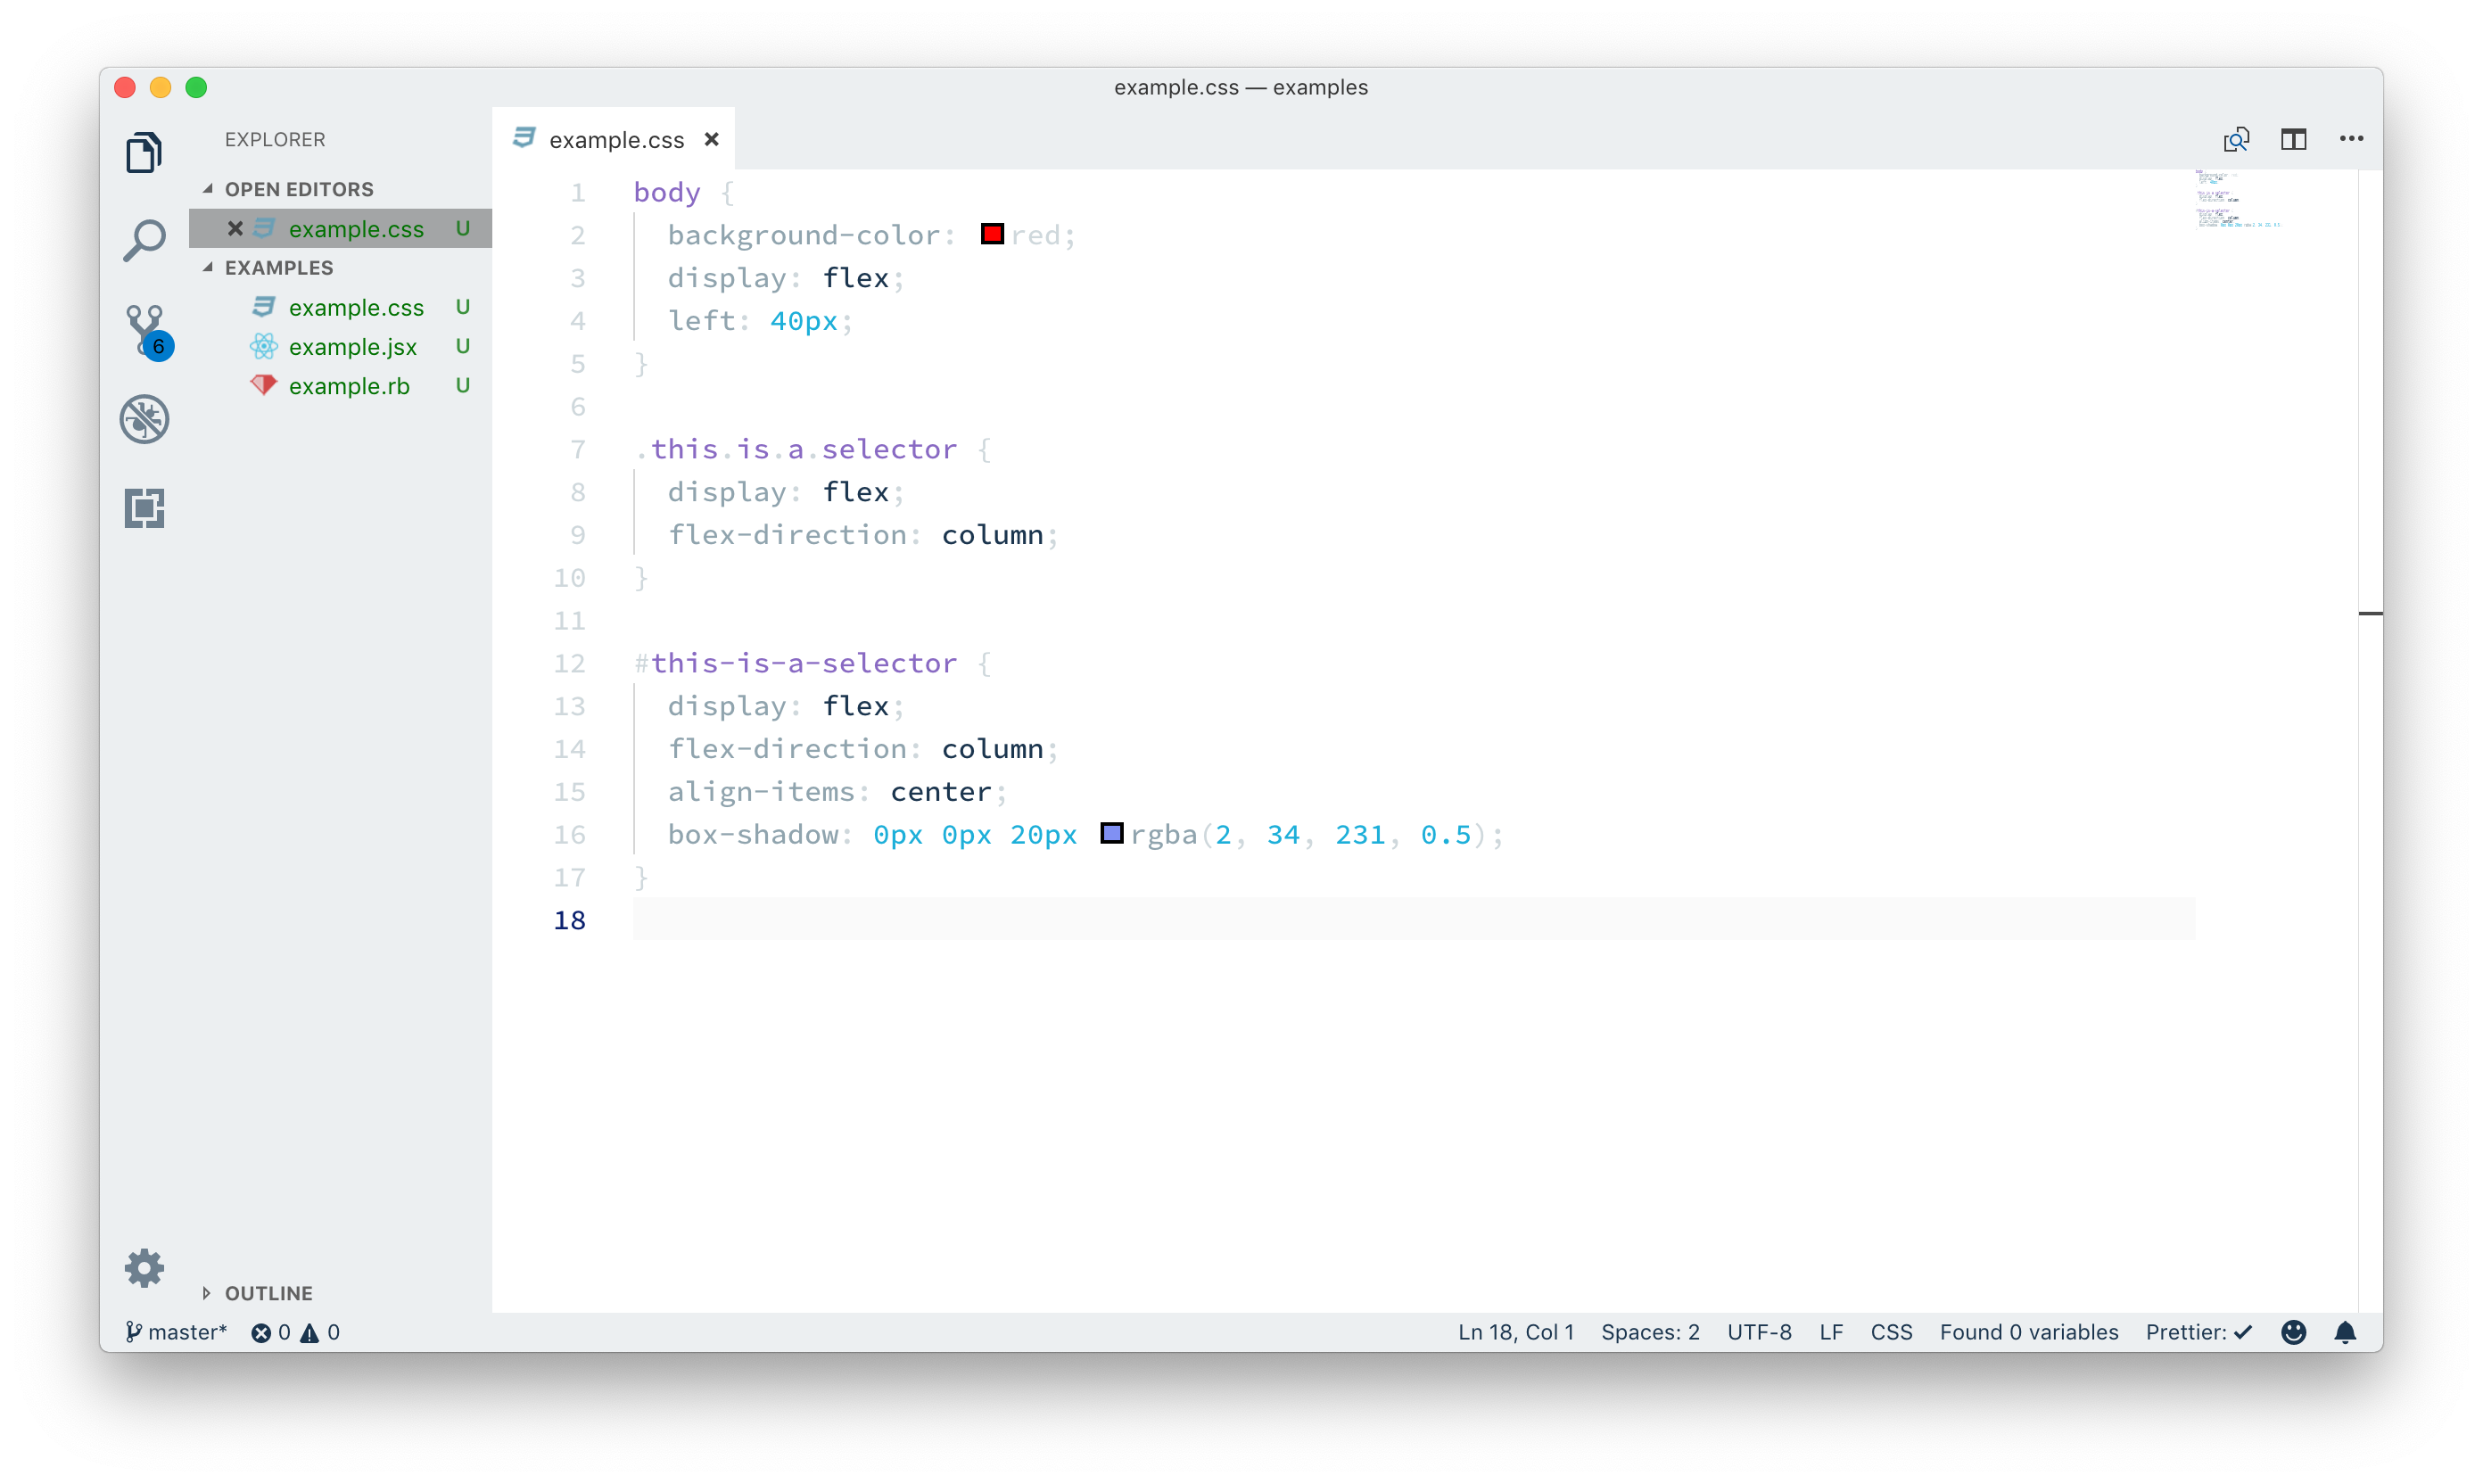 example.css — examples
EXPLORER
OPEN EDITORS
example.css U
EXAMPLES
example.css U
example.jsx U
example.rb U
6
OUTLINE
example.css
1 body {
2 background-color: red;
3 display: flex;
4 left: 40px;
5 }
6
7 .this.is.a.selector {
8 display: flex;
9 flex-direction: column;
10 }
11
12 #this-is-a-selector {
13 display: flex;
14 flex-direction: column;
15 align-items: center;
16 box-shadow: 0px 0px 20px rgba(2, 34, 231, 0.5);
17 }
18
master* 0 0 Ln 18, Col 1 Spaces: 2 UTF-8 LF CSS Found 0 variables Prettier: ✓